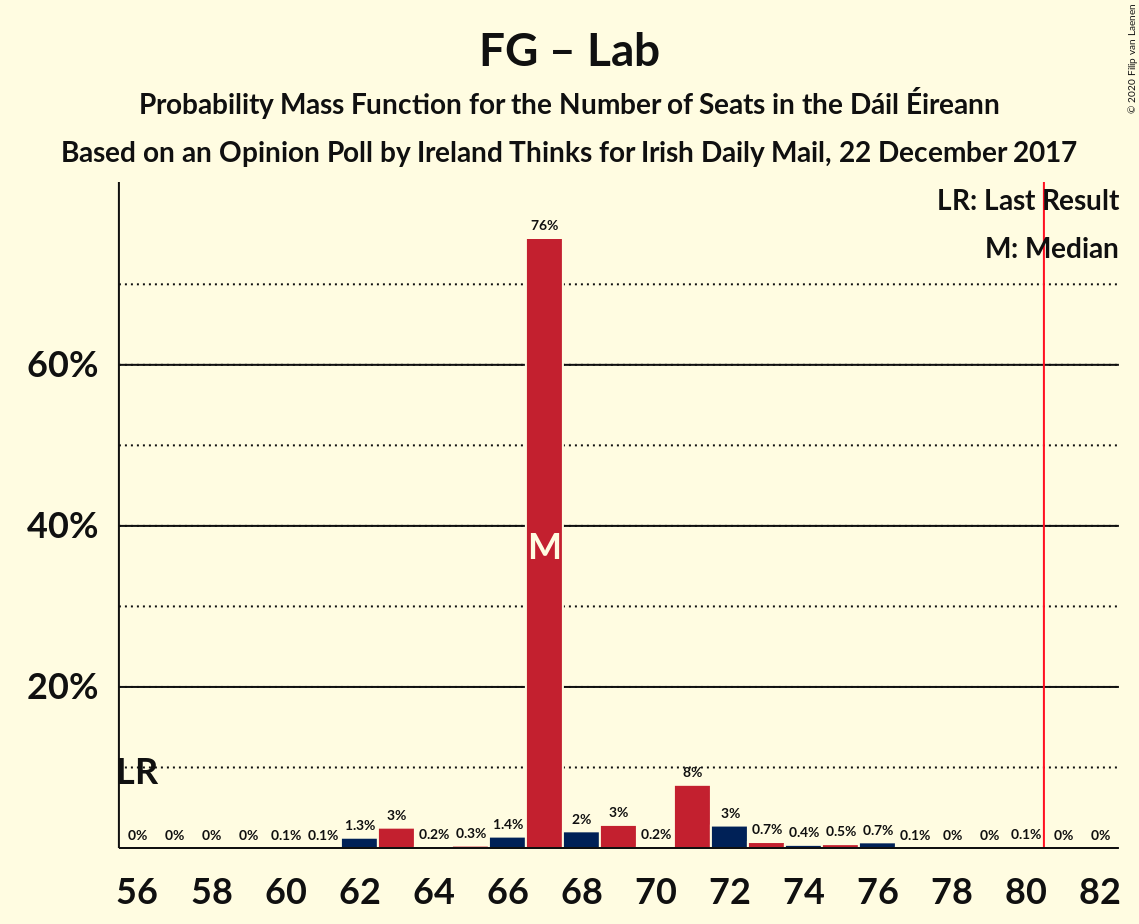 FG – Lab
Probability Mass Function for the Number of Seats in the Dáil Éireann
Based on an Opinion Poll by Ireland Thinks for Irish Daily Mail, 22 December 2017
© 2020 Filip van Laenen
LR: Last Result
M: Median
60%
40%
20%
LR
M
0% 0% 0% 0% 0.1% 0.1% 1.3% 3% 0.2% 0.3% 1.4% 76% 2% 3% 0.2% 8% 3% 0.7% 0.4% 0.5% 0.7% 0.1% 0% 0% 0.1% 0% 0%
56 58 60 62 64 66 68 70 72 74 76 78 80 82